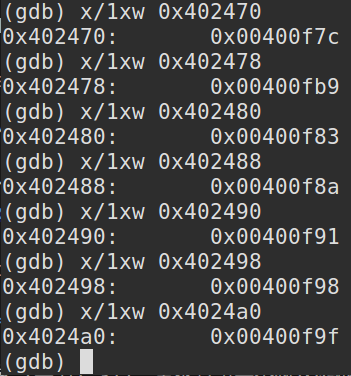 (gdb) x/1xw 0x402470
0x402470:       0x00400f7c
(gdb) x/1xw 0x402478
0x402478:       0x00400fb9
(gdb) x/1xw 0x402480
0x402480:       0x00400f83
(gdb) x/1xw 0x402488
0x402488:       0x00400f8a
(gdb) x/1xw 0x402490
0x402490:       0x00400f91
(gdb) x/1xw 0x402498
0x402498:       0x00400f98
(gdb) x/1xw 0x4024a0
0x4024a0:       0x00400f9f
(gdb)